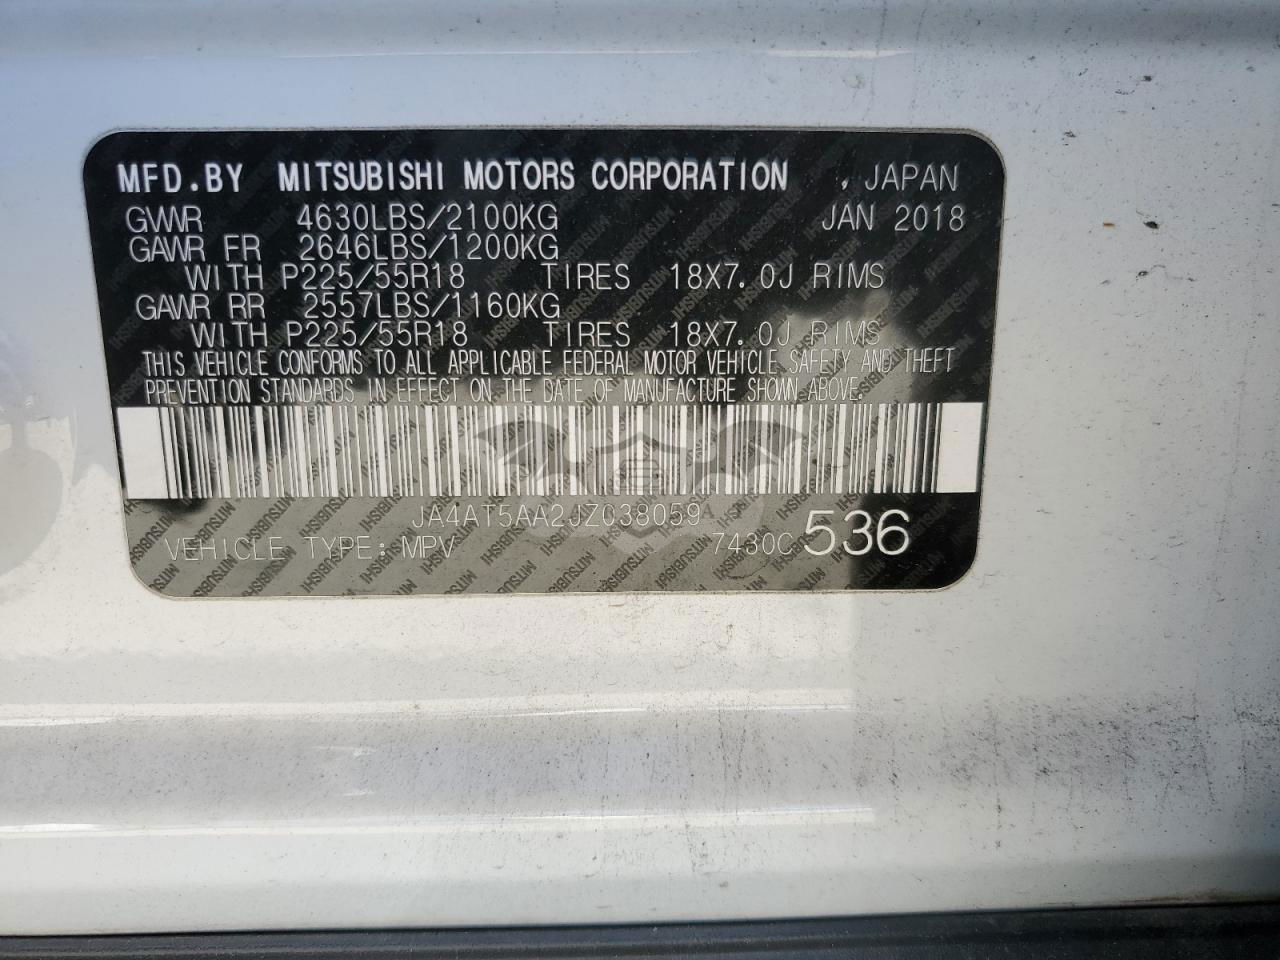 MFD.BY MITSUBISHI MOTORS CORPORATION , JAPAN
GVWR 4630LBS/2100KG JAN 2018
GAWR FR 2646LBS/1200KG
WITH P225/55R18 TIRES 18X7.0J RIMS
GAWR RR 2557LBS/1160KG
WITH P225/55R18 TIRES 18X7.0J RIMS
THIS VEHICLE CONFORMS TO ALL APPLICABLE FEDERAL MOTOR VEHICLE SAFETY AND THEFT
PREVENTION STANDARDS IN EFFECT ON THE DATE OF MANUFACTURE SHOWN ABOVE.
JA4AT5AA2JZ038059
VEHICLE TYPE: MPV 7430C 536